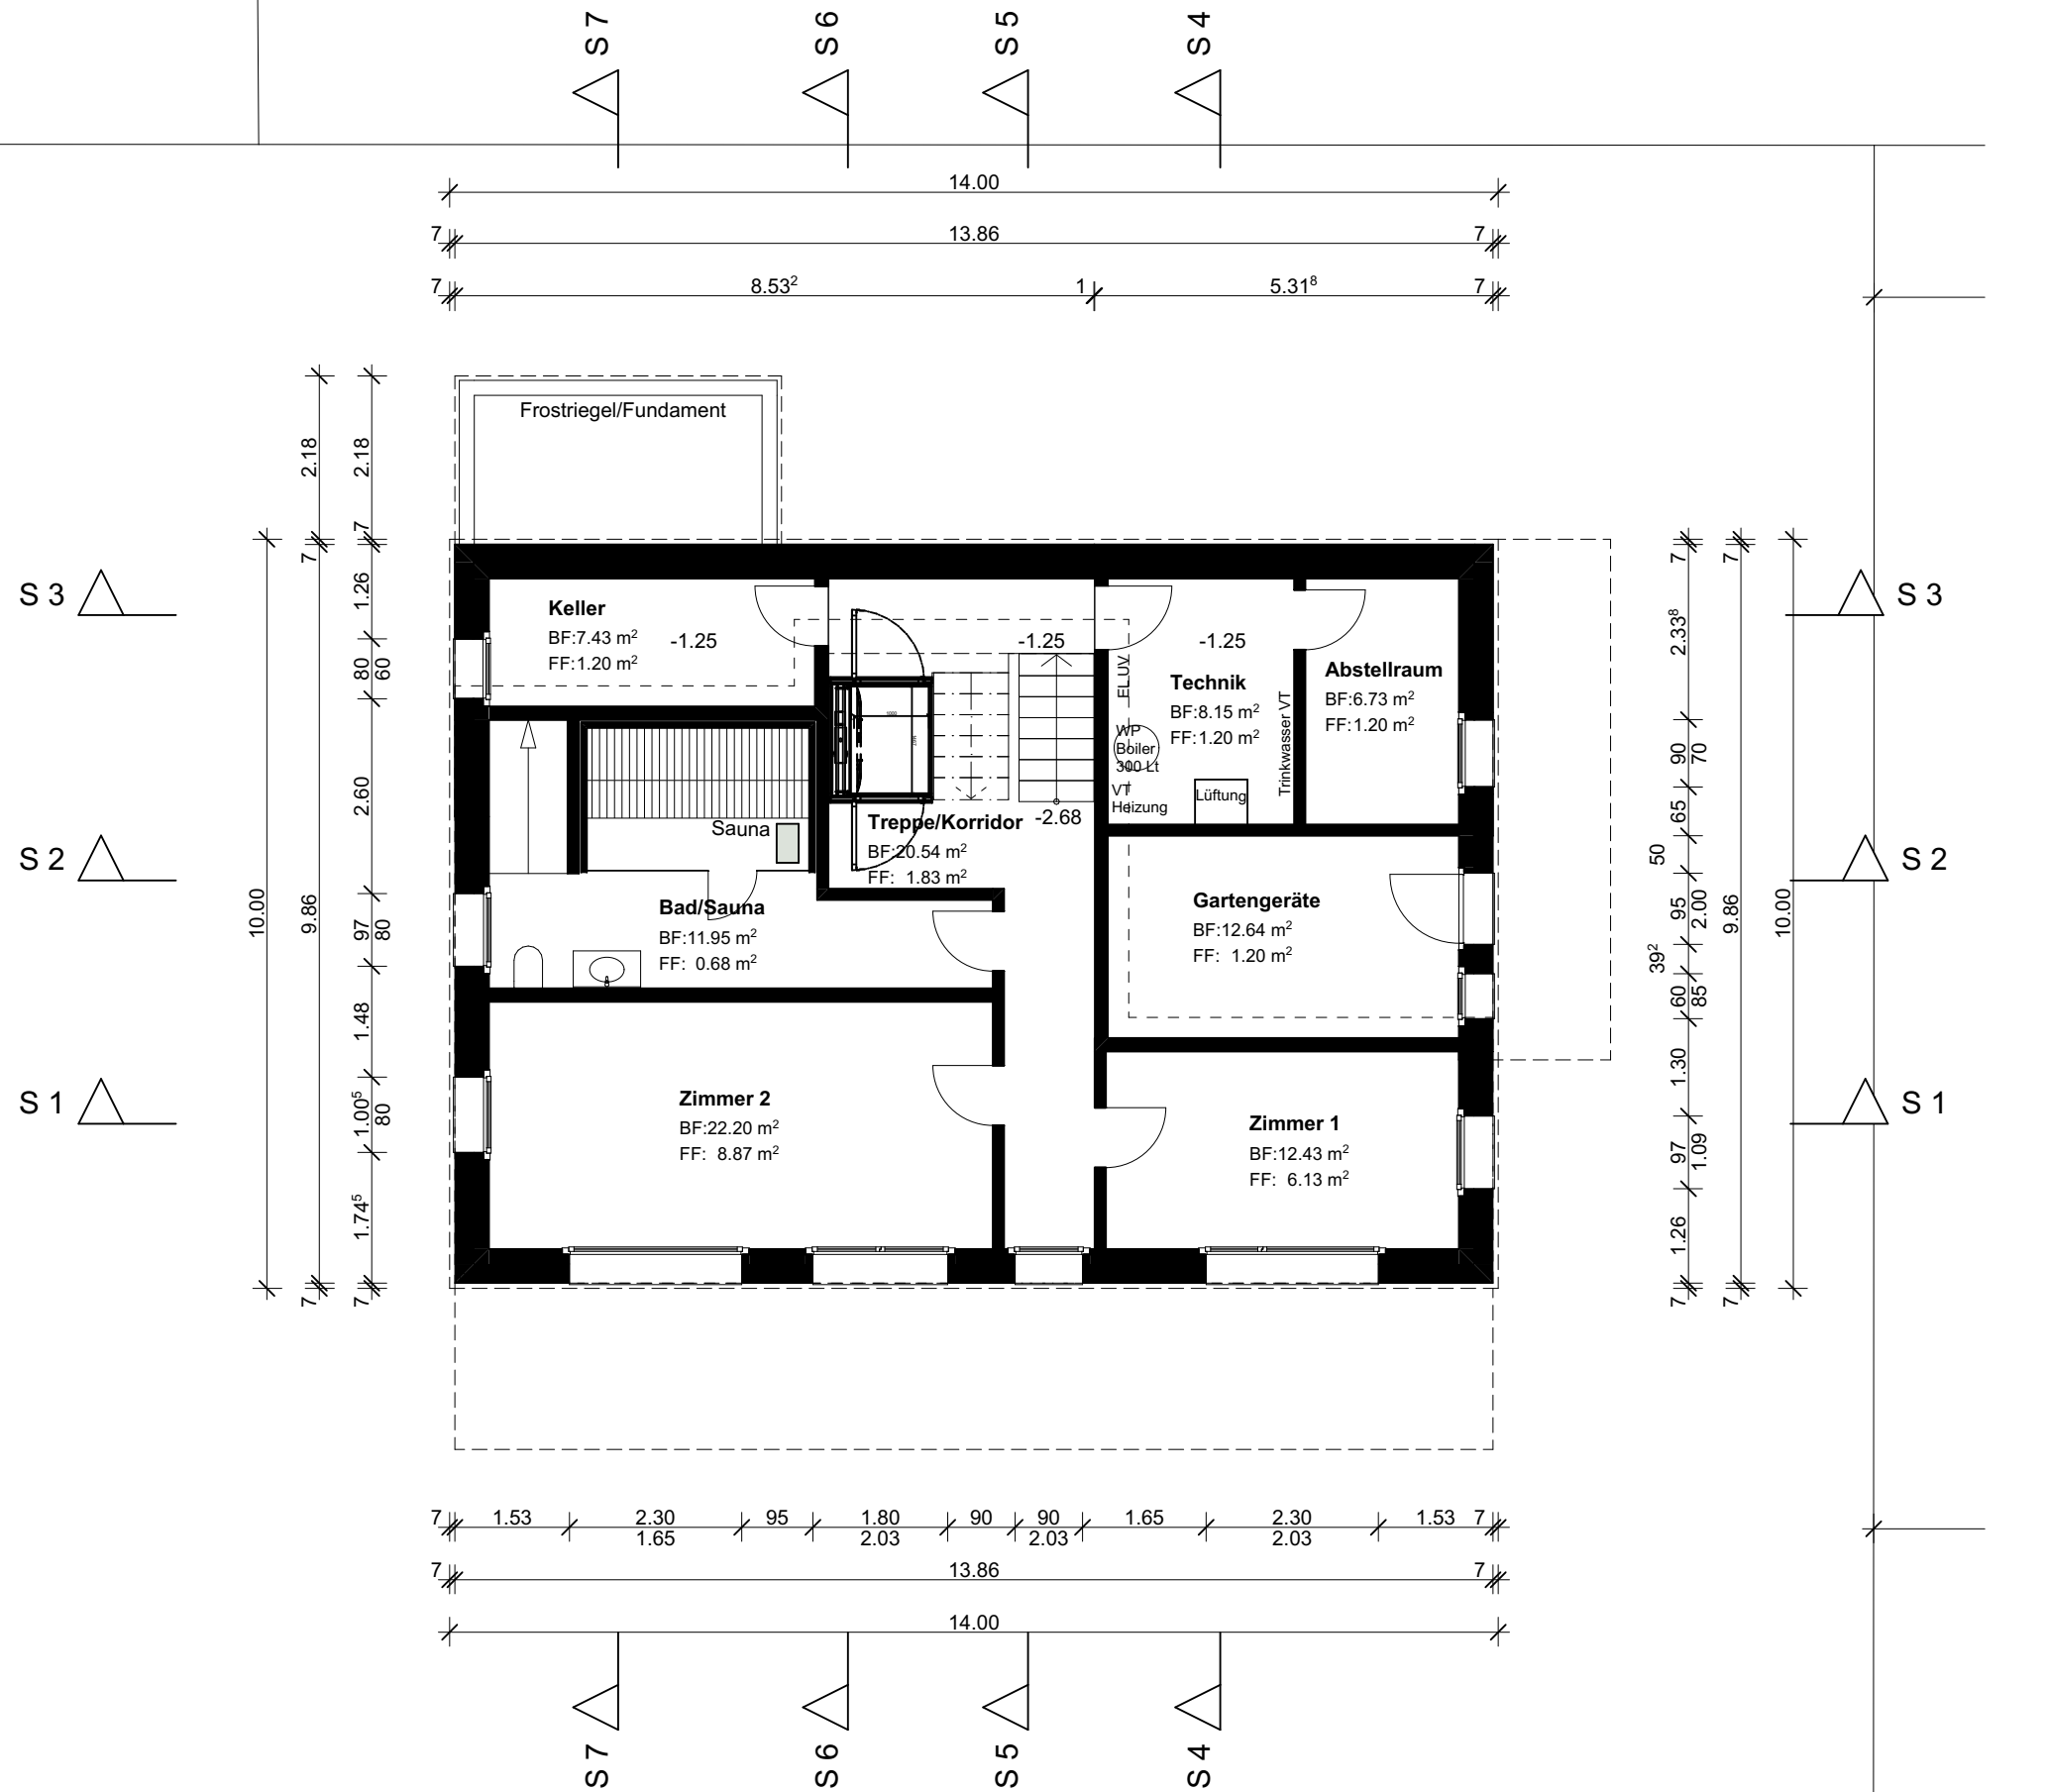 S 7
S 6
S 5
S 4
14.00
7 13.86 7
7 8.53² 1 5.31⁸ 7
Frostriegel/Fundament
2.18
2.18
7
7
1.26
80
60
2.60
97
80
1.48
1.00⁵
80
1.74⁵
7
7
9.86
10.00
S 3
S 2
S 1
Keller
BF:7.43 m²
FF:1.20 m²
-1.25
-1.25
-1.25
EL.UV
Technik
BF:8.15 m²
FF:1.20 m²
WP
Boiler
300 Lt
VT
Heizung
Lüftung
Trinkwasser VT
Abstellraum
BF:6.73 m²
FF:1.20 m²
Sauna
Treppe/Korridor
BF:20.54 m²
FF: 1.83 m²
-2.68
Bad/Sauna
BF:11.95 m²
FF: 0.68 m²
Gartengeräte
BF:12.64 m²
FF: 1.20 m²
Zimmer 2
BF:22.20 m²
FF: 8.87 m²
Zimmer 1
BF:12.43 m²
FF: 6.13 m²
7
7
2.33⁸
90
70
65
50
95
2.00
39²
60
85
1.30
97
1.09
1.26
7
7
9.86
10.00
S 3
S 2
S 1
7 1.53 2.30 95 1.80 90 90 1.65 2.30 1.53 7
1.65 2.03 2.03 2.03
7 13.86 7
14.00
S 7
S 6
S 5
S 4